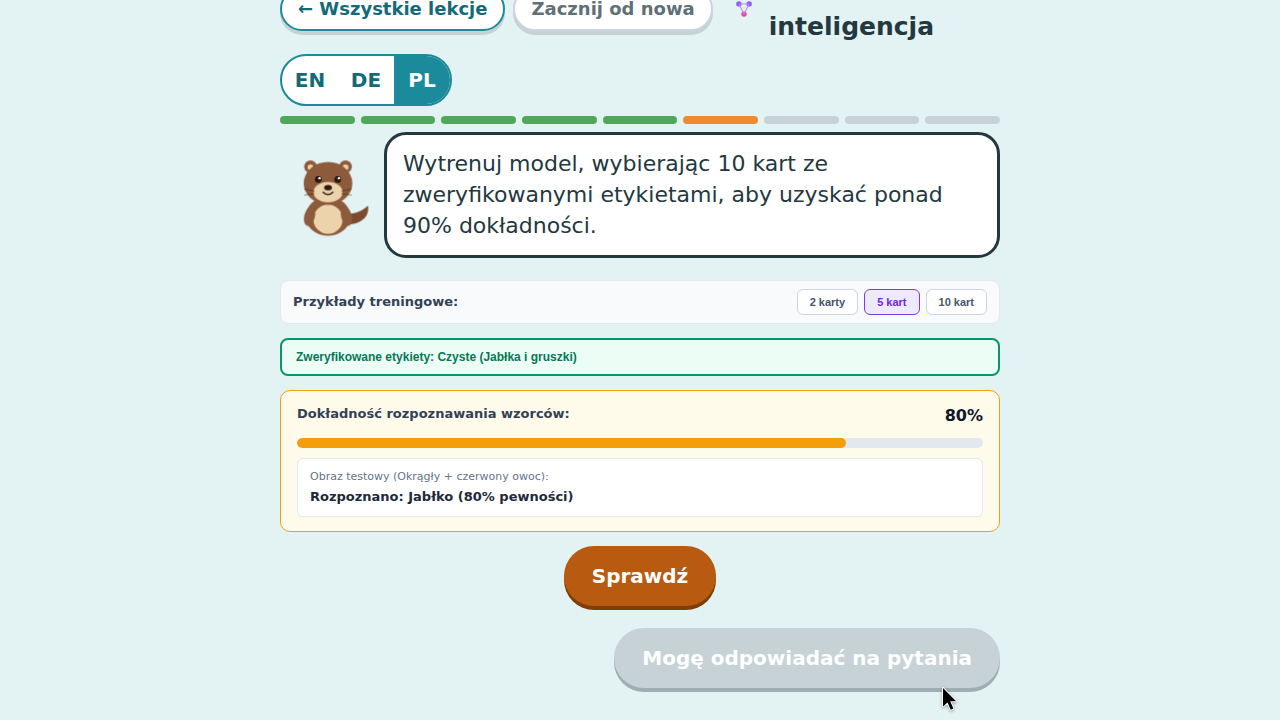 ← Wszystkie lekcje
Zacznij od nowa
inteligencja
EN DE PL
Wytrenuj model, wybierając 10 kart ze
zweryfikowanymi etykietami, aby uzyskać ponad
90% dokładności.
Przykłady treningowe:
2 karty
5 kart
10 kart
Zweryfikowane etykiety: Czyste (Jabłka i gruszki)
Dokładność rozpoznawania wzorców:
80%
Obraz testowy (Okrągły + czerwony owoc):
Rozpoznano: Jabłko (80% pewności)
Sprawdź
Mogę odpowiadać na pytania